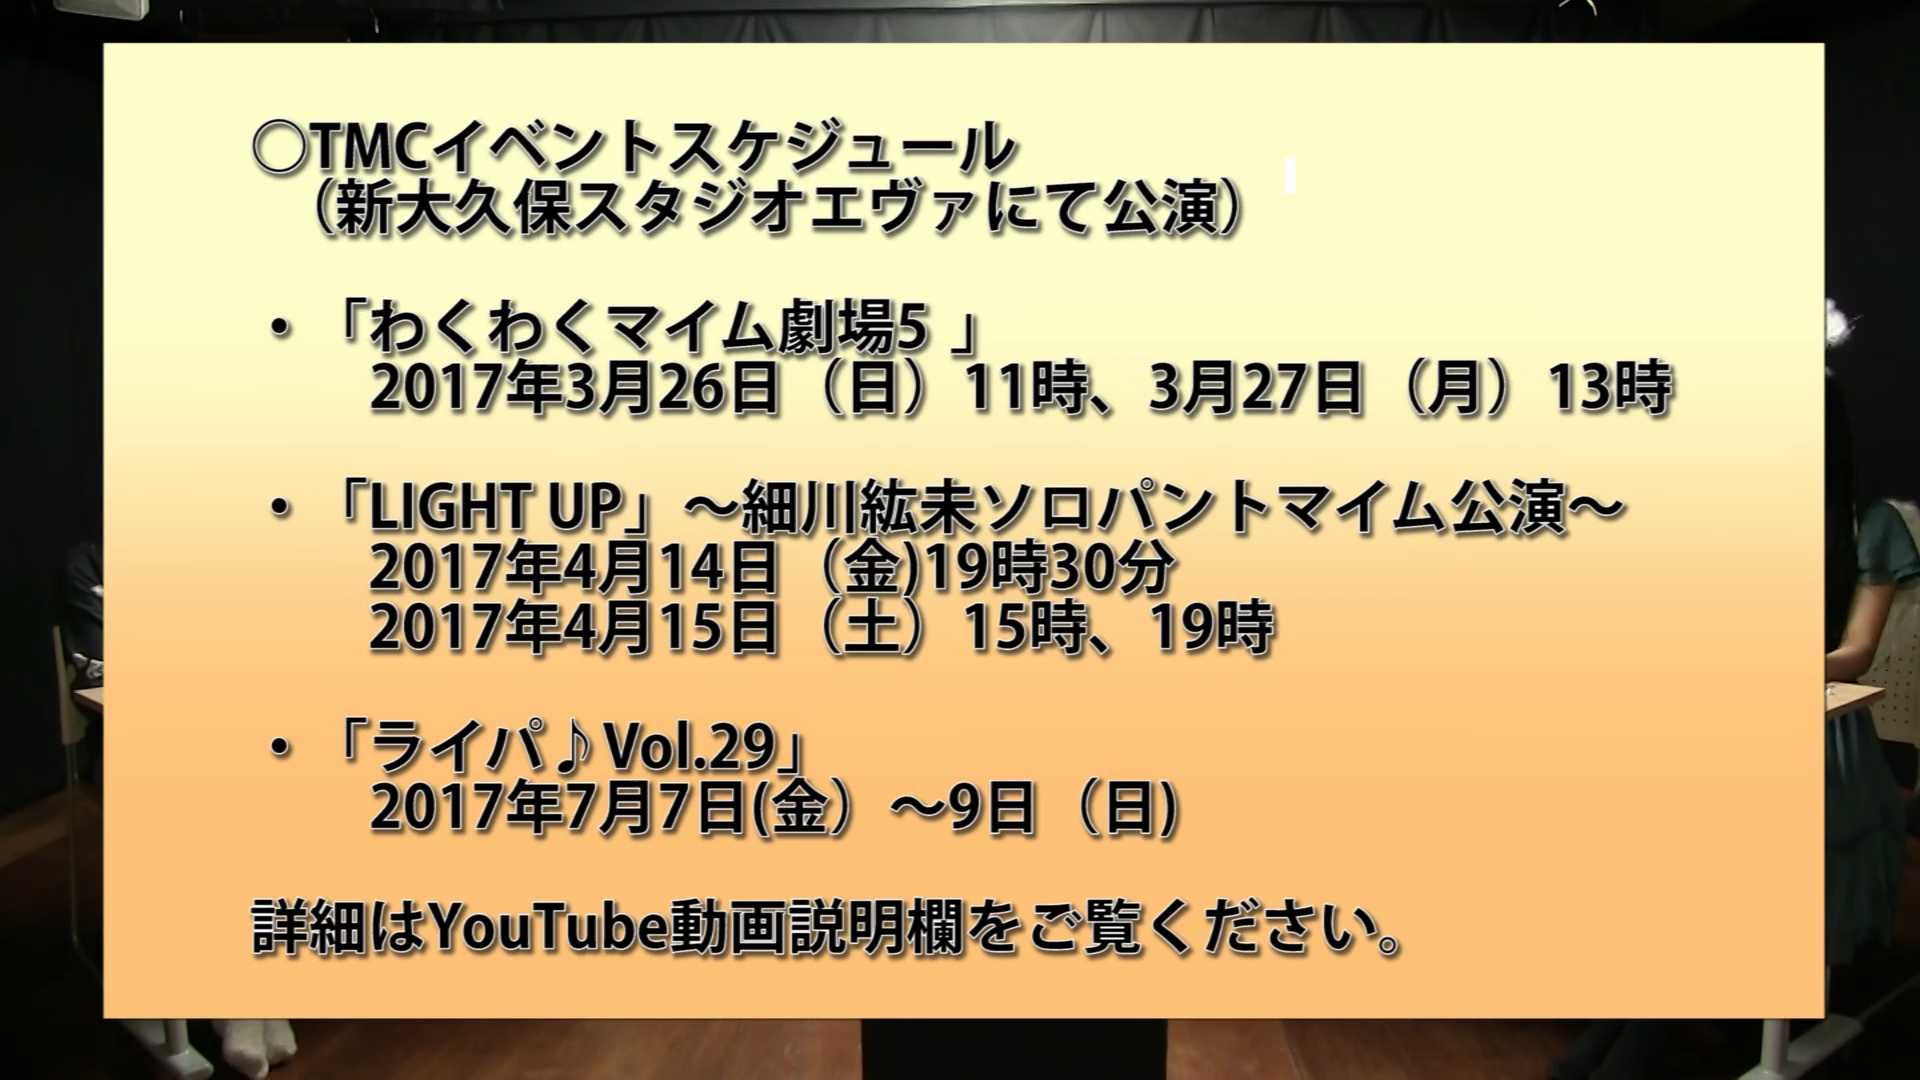 ○TMCイベントスケジュール
（新大久保スタジオエヴァにて公演）
・「わくわくマイム劇場5 」
2017年3月26日（日）11時、3月27日（月）13時
・「LIGHT UP」～細川紘未ソロパントマイム公演～
2017年4月14日（金)19時30分
2017年4月15日（土）15時、19時
・「ライパ♪Vol.29」
2017年7月7日(金）～9日（日)
詳細はYouTube動画説明欄をご覧ください。